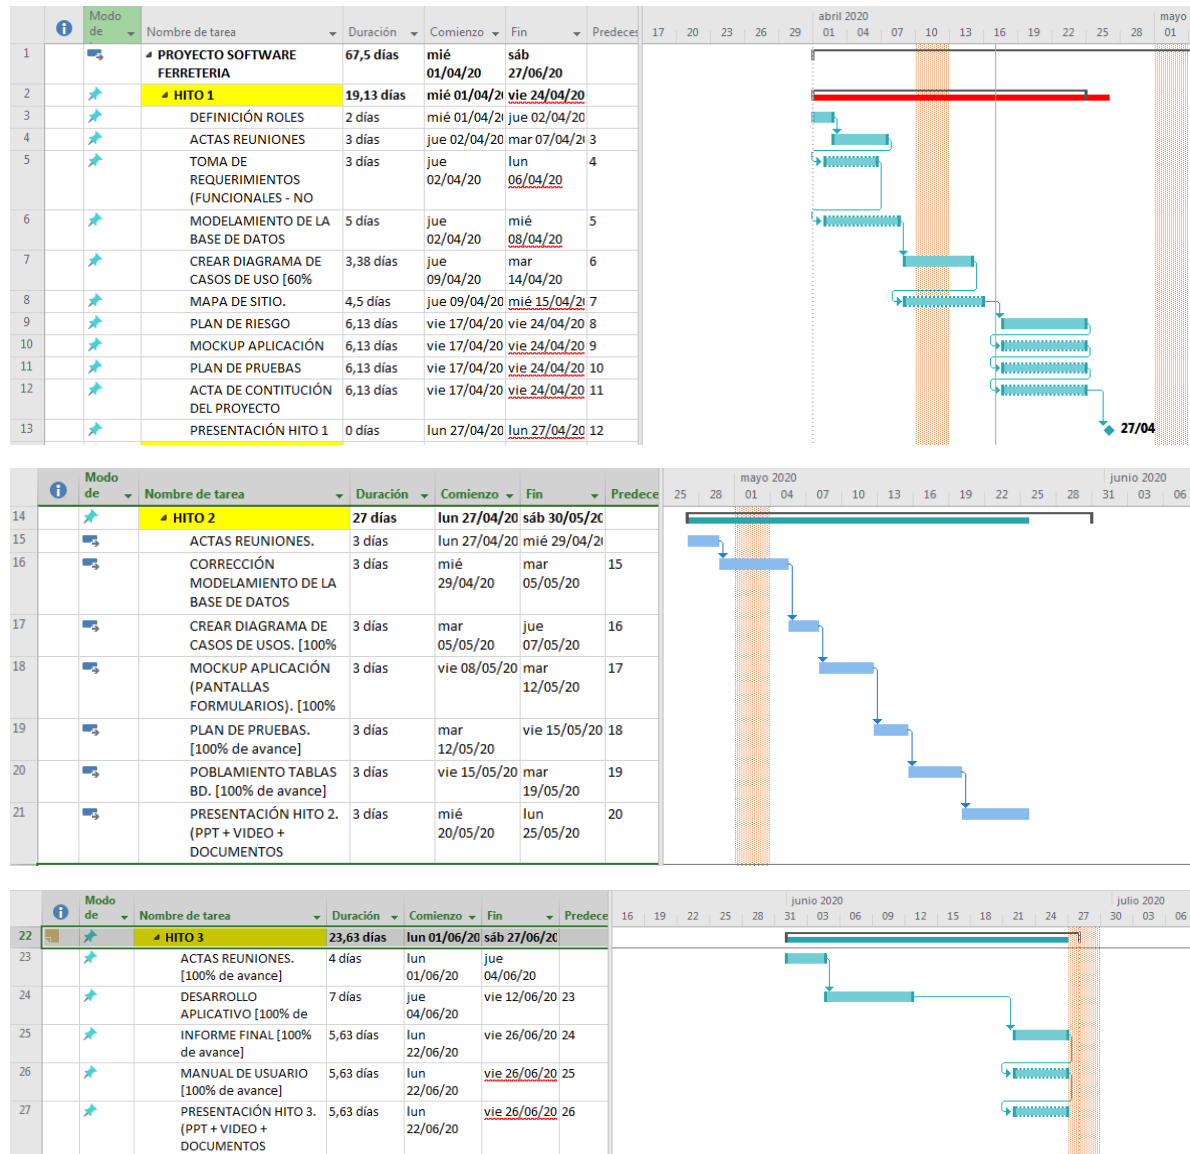 abril 2020 mayo
Modo de Nombre de tarea Duración Comienzo Fin Predeces 17 20 23 26 29 01 04 07 10 13 16 19 22 25 28 01
1 PROYECTO SOFTWARE FERRETERIA 67,5 días mié 01/04/20 sáb 27/06/20
2 HITO 1 19,13 días mié 01/04/20 vie 24/04/20
3 DEFINICIÓN ROLES 2 días mié 01/04/20 jue 02/04/20
4 ACTAS REUNIONES 3 días jue 02/04/20 mar 07/04/20 3
5 TOMA DE REQUERIMIENTOS (FUNCIONALES - NO 3 días jue 02/04/20 lun 06/04/20 4
6 MODELAMIENTO DE LA BASE DE DATOS 5 días jue 02/04/20 mié 08/04/20 5
7 CREAR DIAGRAMA DE CASOS DE USO [60% 3,38 días jue 09/04/20 mar 14/04/20 6
8 MAPA DE SITIO. 4,5 días jue 09/04/20 mié 15/04/20 7
9 PLAN DE RIESGO 6,13 días vie 17/04/20 vie 24/04/20 8
10 MOCKUP APLICACIÓN 6,13 días vie 17/04/20 vie 24/04/20 9
11 PLAN DE PRUEBAS 6,13 días vie 17/04/20 vie 24/04/20 10
12 ACTA DE CONTITUCIÓN DEL PROYECTO 6,13 días vie 17/04/20 vie 24/04/20 11
13 PRESENTACIÓN HITO 1 0 días lun 27/04/20 lun 27/04/20 12 27/04
mayo 2020 junio 2020
Modo de Nombre de tarea Duración Comienzo Fin Predece 25 28 01 04 07 10 13 16 19 22 25 28 31 03 06
14 HITO 2 27 días lun 27/04/20 sáb 30/05/20
15 ACTAS REUNIONES. 3 días lun 27/04/20 mié 29/04/20
16 CORRECCIÓN MODELAMIENTO DE LA BASE DE DATOS 3 días mié 29/04/20 mar 05/05/20 15
17 CREAR DIAGRAMA DE CASOS DE USOS. [100% 3 días mar 05/05/20 jue 07/05/20 16
18 MOCKUP APLICACIÓN (PANTALLAS FORMULARIOS). [100% 3 días vie 08/05/20 mar 12/05/20 17
19 PLAN DE PRUEBAS. [100% de avance] 3 días mar 12/05/20 vie 15/05/20 18
20 POBLAMIENTO TABLAS BD. [100% de avance] 3 días vie 15/05/20 mar 19/05/20 19
21 PRESENTACIÓN HITO 2. (PPT + VIDEO + DOCUMENTOS 3 días mié 20/05/20 lun 25/05/20 20
junio 2020 julio 2020
Modo de Nombre de tarea Duración Comienzo Fin Predece 16 19 22 25 28 31 03 06 09 12 15 18 21 24 27 30 03 06
22 HITO 3 23,63 días lun 01/06/20 sáb 27/06/20
23 ACTAS REUNIONES. [100% de avance] 4 días lun 01/06/20 jue 04/06/20
24 DESARROLLO APLICATIVO [100% de 7 días jue 04/06/20 vie 12/06/20 23
25 INFORME FINAL [100% de avance] 5,63 días lun 22/06/20 vie 26/06/20 24
26 MANUAL DE USUARIO [100% de avance] 5,63 días lun 22/06/20 vie 26/06/20 25
27 PRESENTACIÓN HITO 3. (PPT + VIDEO + DOCUMENTOS 5,63 días lun 22/06/20 vie 26/06/20 26